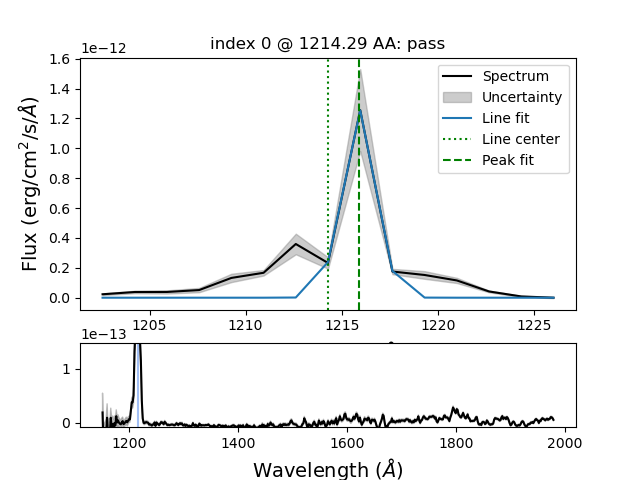 index 0 @ 1214.29 AA: pass
1e−12
1.6
1.4
1.2
1.0
0.8
0.6
0.4
0.2
0.0
Flux (erg/cm²/s/Å)
Spectrum
Uncertainty
Line fit
Line center
Peak fit
1205 1210 1215 1220 1225
1e−13
1
0
1200 1400 1600 1800 2000
Wavelength (Å)